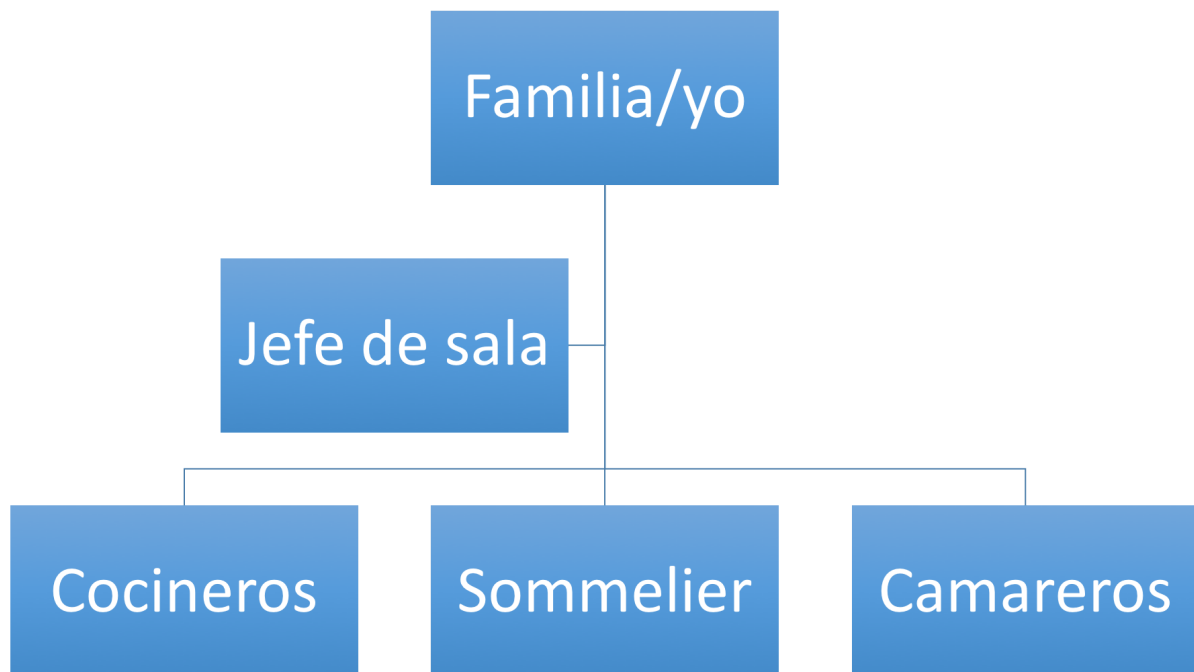 Familia/yo
Jefe de sala
Cocineros
Sommelier
Camareros